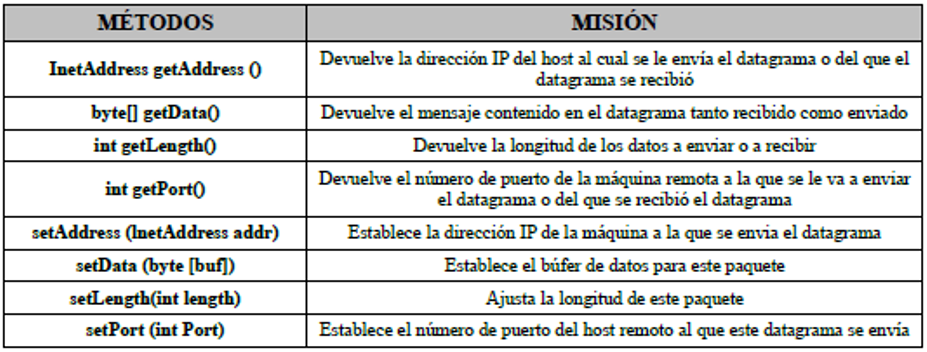 MÉTODOS
MISIÓN
InetAddress getAddress ()
Devuelve la dirección IP del host al cual se le envía el datagrama o del que el
datagrama se recibió
byte[] getData()
Devuelve el mensaje contenido en el datagrama tanto recibido como enviado
int getLength()
Devuelve la longitud de los datos a enviar o a recibir
int getPort()
Devuelve el número de puerto de la máquina remota a la que se le va a enviar
el datagrama o del que se recibió el datagrama
setAddress (InetAddress addr)
Establece la dirección IP de la máquina a la que se envia el datagrama
setData (byte [buf])
Establece el búfer de datos para este paquete
setLength(int length)
Ajusta la longitud de este paquete
setPort (int Port)
Establece el número de puerto del host remoto al que este datagrama se envía